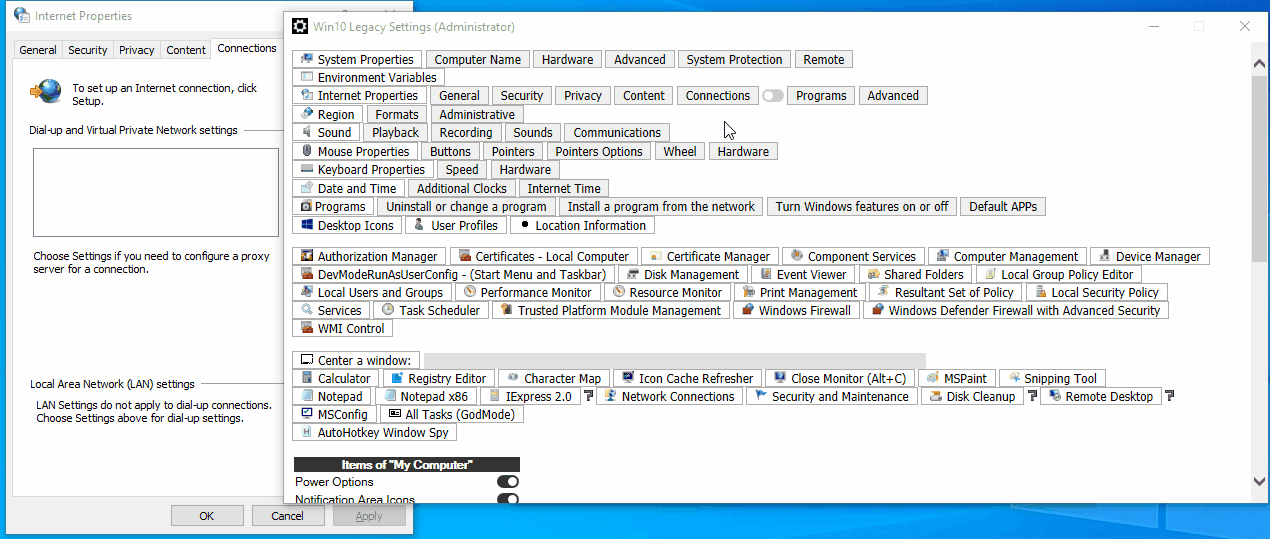 Internet Properties
General Security Privacy Content Connections
To set up an Internet connection, click
Setup.
Dial-up and Virtual Private Network settings
Choose Settings if you need to configure a proxy
server for a connection.
Local Area Network (LAN) settings
LAN Settings do not apply to dial-up connections.
Choose Settings above for dial-up settings.
OK Cancel Apply
Win10 Legacy Settings (Administrator)
System Properties Computer Name Hardware Advanced System Protection Remote
Environment Variables
Internet Properties General Security Privacy Content Connections Programs Advanced
Region Formats Administrative
Sound Playback Recording Sounds Communications
Mouse Properties Buttons Pointers Pointers Options Wheel Hardware
Keyboard Properties Speed Hardware
Date and Time Additional Clocks Internet Time
Programs Uninstall or change a program Install a program from the network Turn Windows features on or off Default APPs
Desktop Icons User Profiles Location Information
Authorization Manager Certificates - Local Computer Certificate Manager Component Services Computer Management Device Manager
DevModeRunAsUserConfig - (Start Menu and Taskbar) Disk Management Event Viewer Shared Folders Local Group Policy Editor
Local Users and Groups Performance Monitor Resource Monitor Print Management Resultant Set of Policy Local Security Policy
Services Task Scheduler Trusted Platform Module Management Windows Firewall Windows Defender Firewall with Advanced Security
WMI Control
Center a window:
Calculator Registry Editor Character Map Icon Cache Refresher Close Monitor (Alt+C) MSPaint Snipping Tool
Notepad Notepad x86 IExpress 2.0 ? Network Connections Security and Maintenance Disk Cleanup ? Remote Desktop ?
MSConfig All Tasks (GodMode)
AutoHotkey Window Spy
Items of "My Computer"
Power Options
Notification Area Icons